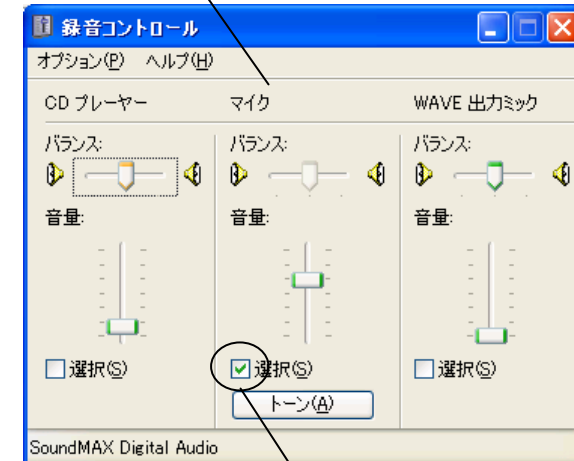 録音コントロール
オプション(P) ヘルプ(H)
CD プレーヤー マイク WAVE 出力ミック
バランス: バランス: バランス:
音量: 音量: 音量:
選択(S) 選択(S) 選択(S)
トーン(A)
SoundMAX Digital Audio